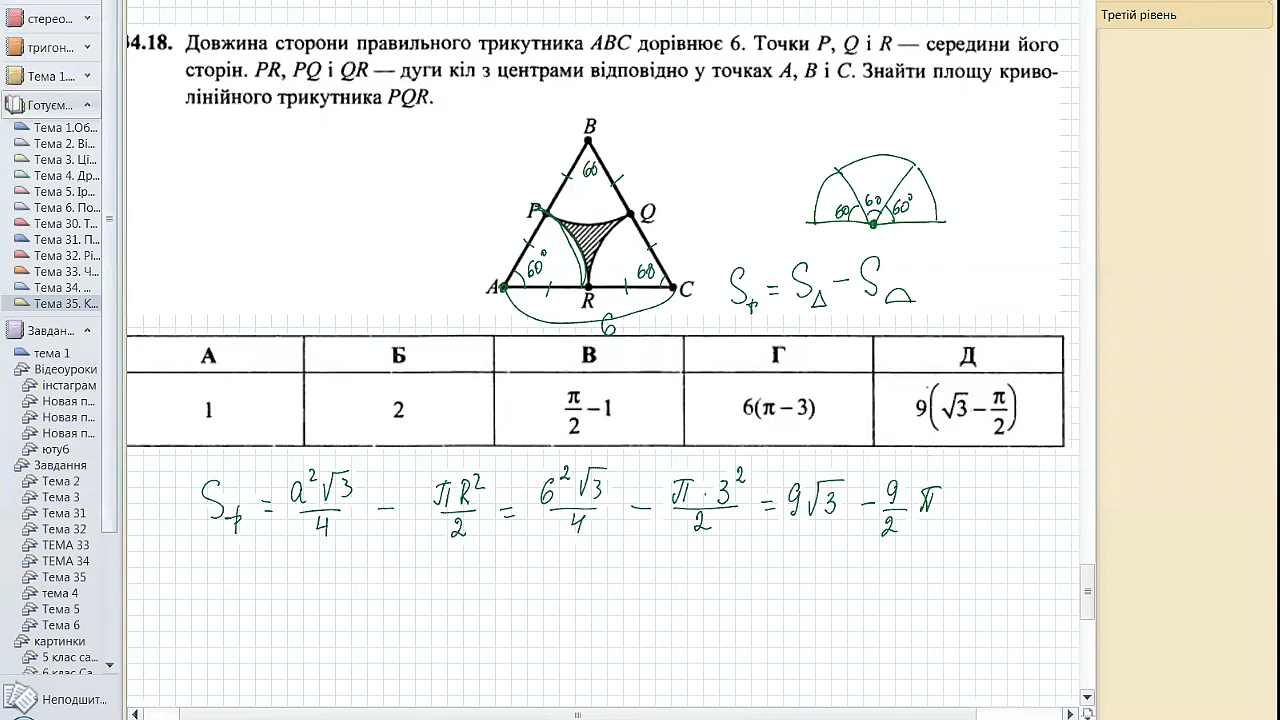 стерео...
тригон...
Тема 1....
Готуєм...
Тема 1.Об...
Тема 2. Ві...
Тема 3. Ці...
Тема 4. Др...
Тема 5. Ір...
Тема 6. По...
Тема 30. Т...
Тема 31. П...
Тема 32. Рі...
Тема 33. Ч...
Тема 34. ...
Тема 35. К...
Завдан...
тема 1
Відеоуроки
інстаграм
Новая п...
Новая п...
Новая п...
ютуб
Завдання
Тема 2
Тема 3
Тема 31
Тема 32
ТЕМА 33
ТЕМА 34
Тема 35
тема 4
Тема 5
Тема 6
картинки
5 клас са...
6 клас Са...
Неподшит...
Третій рівень
34.18. Довжина сторони правильного трикутника ABC дорівнює 6. Точки P, Q і R — середини його
сторін. PR, PQ і QR — дуги кіл з центрами відповідно у точках A, B і C. Знайти площу криво-
лінійного трикутника PQR.
B
60
P Q
60° 60
A R C
6
60 60 60°
Sф = S△ − S⌓
А Б В Г Д
1 2 π/2 − 1 6(π − 3) 9(√3 − π/2)
Sф = a²√3/4 − πR²/2 = 6²√3/4 − π·3²/2 = 9√3 − 9/2 π